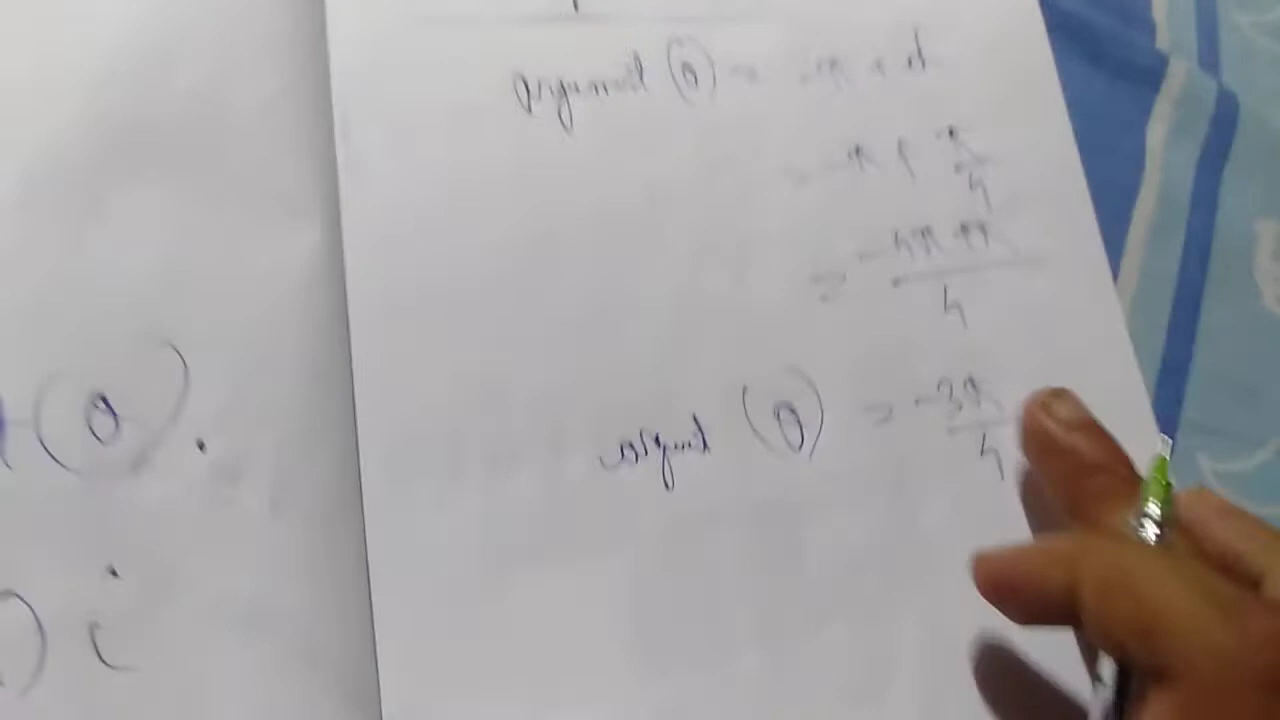 (θ).
) i
argument (θ) = -π + α
= -π + π/4
= -4π+π/4
argument (θ) = -3π/4